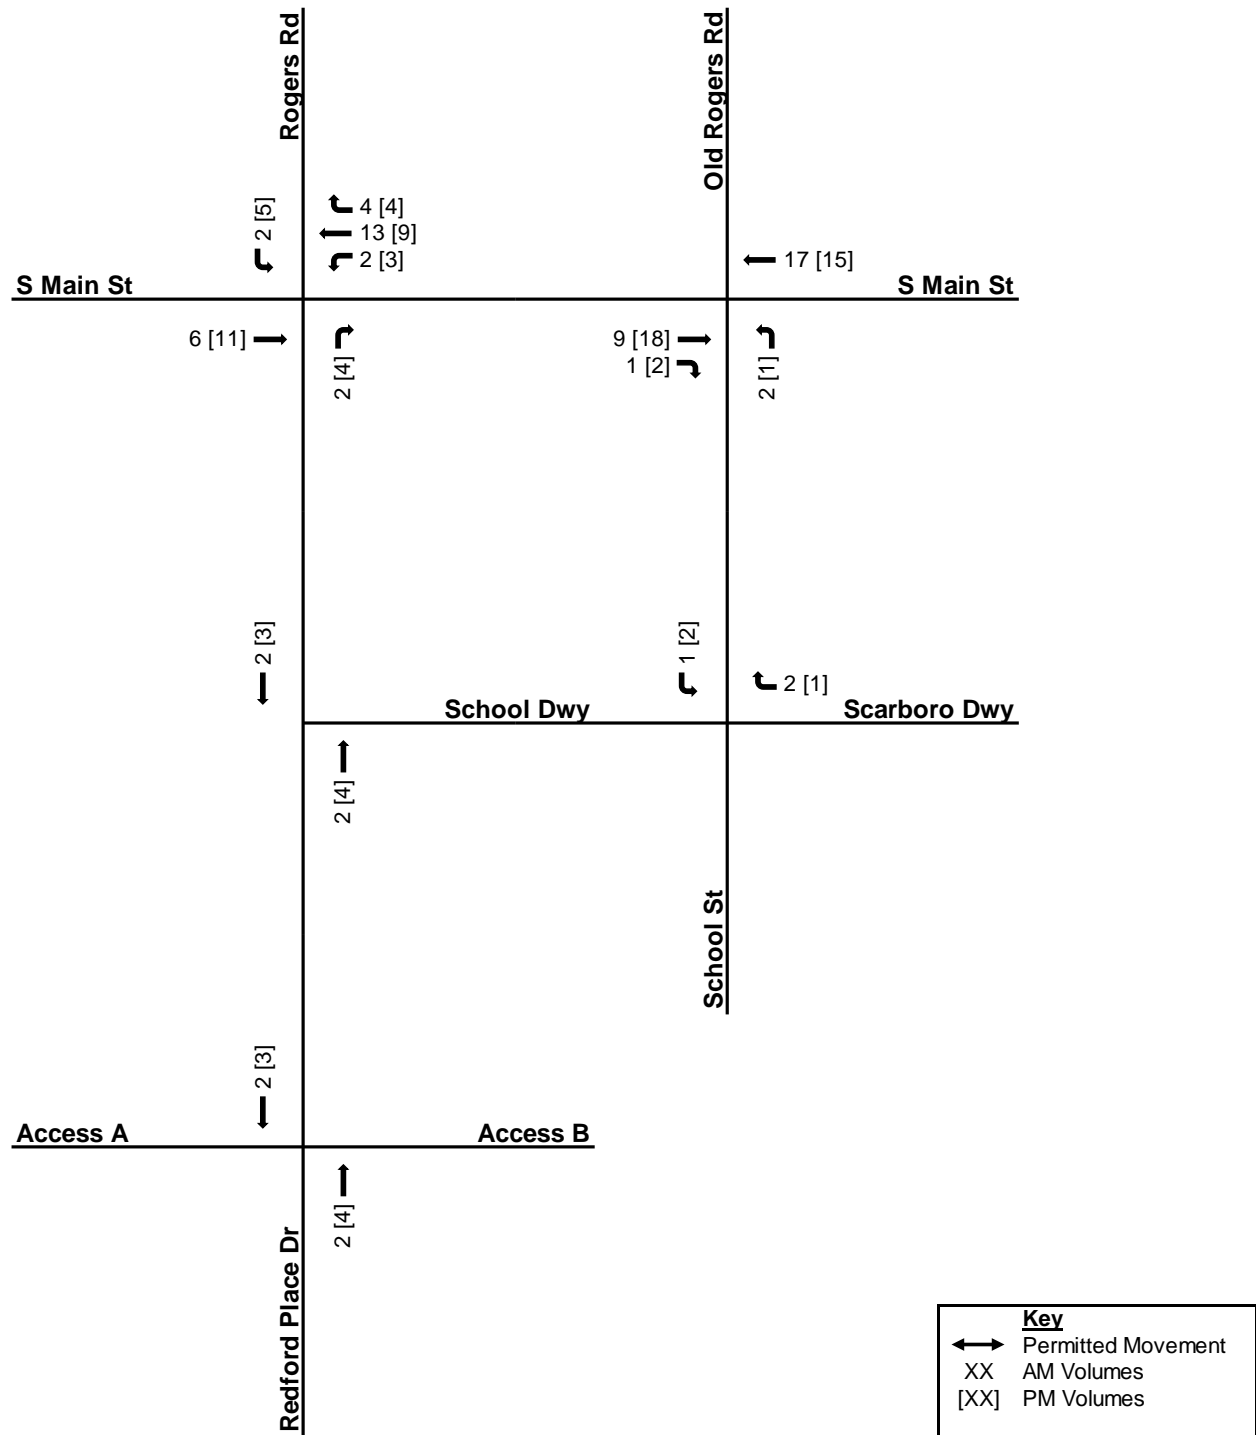 Rogers Rd
Old Rogers Rd
2 [5]
4 [4]
13 [9]
2 [3]
17 [15]
S Main St
S Main St
6 [11]
2 [4]
9 [18]
1 [2]
2 [1]
2 [3]
1 [2]
2 [1]
School Dwy
Scarboro Dwy
2 [4]
School St
2 [3]
Access A
Access B
2 [4]
Redford Place Dr
Key
Permitted Movement
XX AM Volumes
[XX] PM Volumes